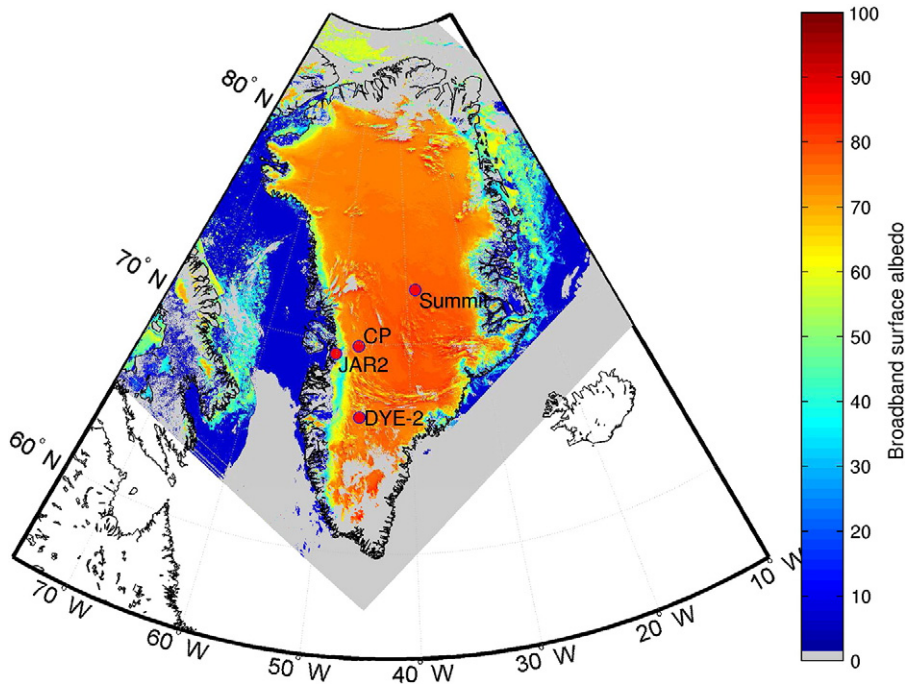 80° N
70° N
60° N
70° W
60° W
50° W
40° W
30° W
20° W
10° W
Summit
CP
JAR2
DYE-2
100
90
80
70
60
50
40
30
20
10
0
Broadband surface albedo